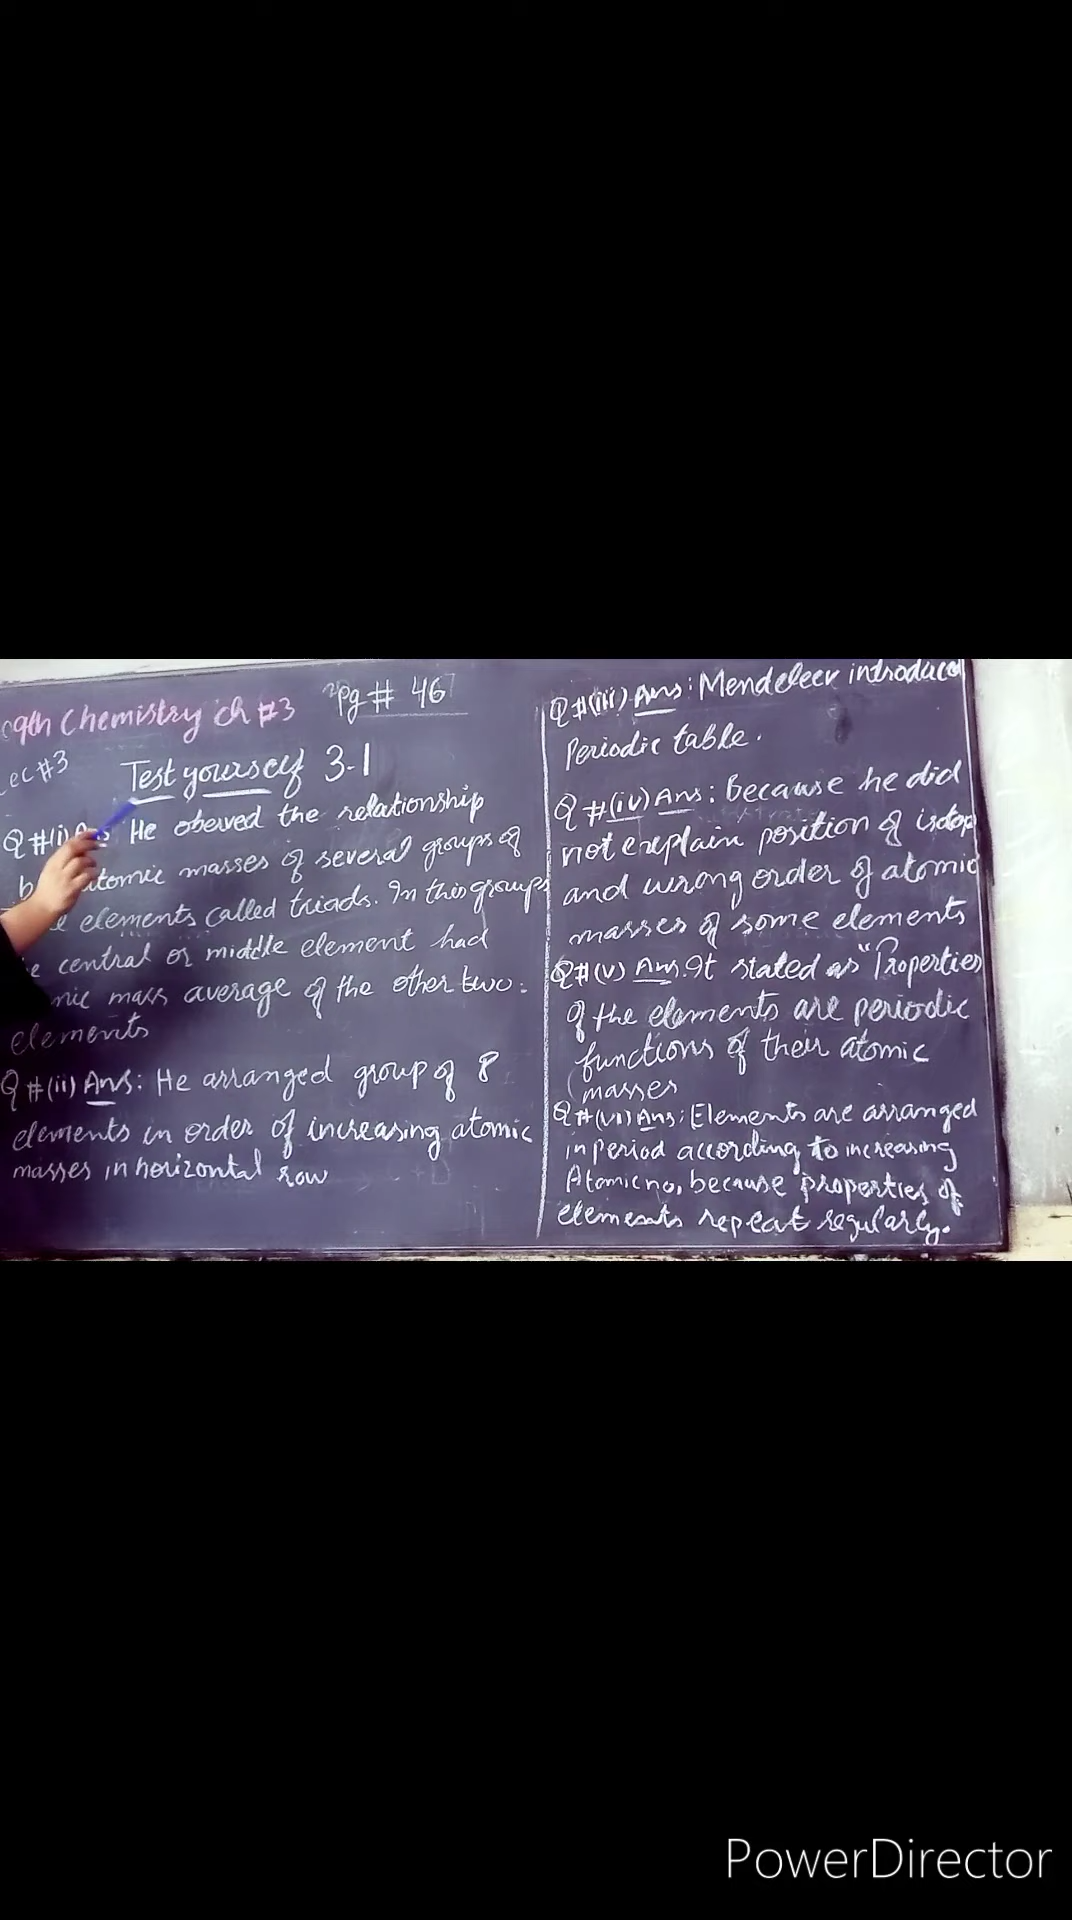 9th Chemistry ch #3 Pg # 46
Lec #3
Test yourself 3-1
Q #(i) Ans: He oberved the relationship
atomic masses of several groups of
elements called triads. In this groups
central or middle element had
mass average of the other two.
elements
Q #(ii) Ans: He arranged group of 8
elements in order of increasing atomic
masses in horizontal row
Q #(iii) Ans: Mendeleev introduced
Periodic table.
Q #(iv) Ans: Because he did
not explain position of isotop
and wrong order of atomic
masses of some elements
Q #(v) Ans. It stated as "Properties
of the elements are periodic
functions of their atomic
masses
Q #(vi) Ans: Elements are arranged
in period according to increasing
Atomic no, because properties of
elements repeat regularly.
PowerDirector